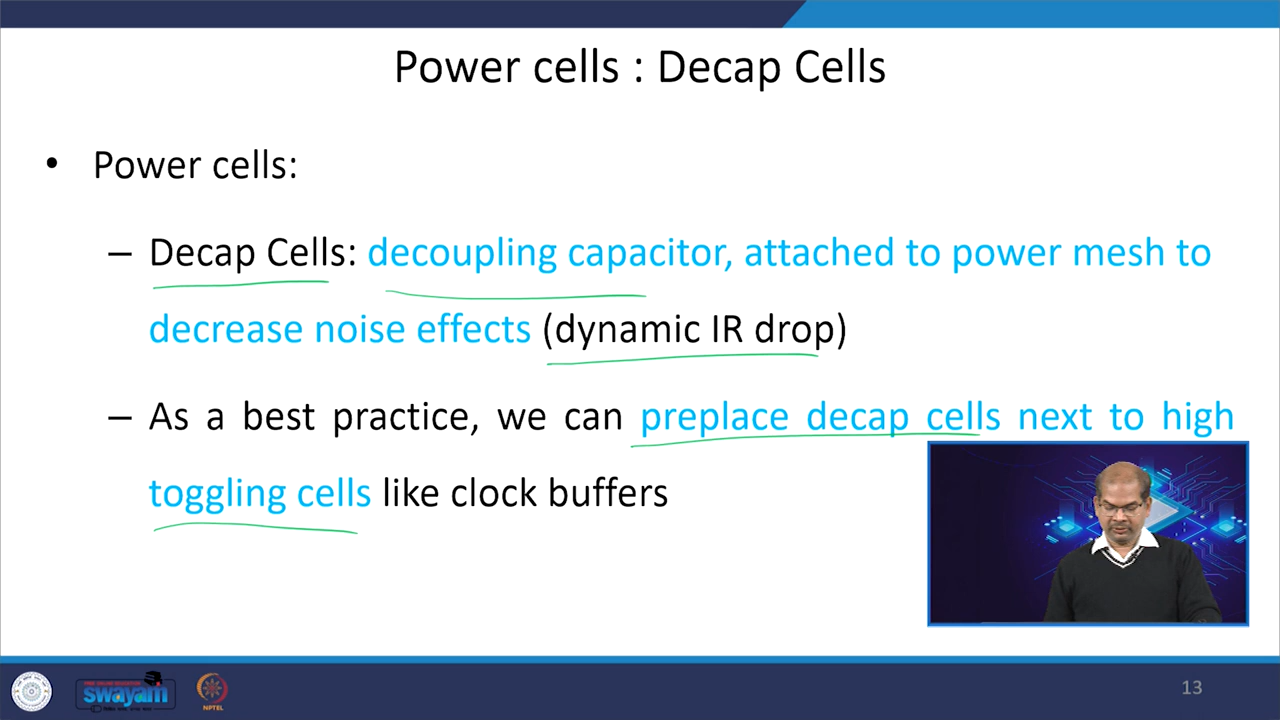 Power cells : Decap Cells
• Power cells:
– Decap Cells: decoupling capacitor, attached to power mesh to
decrease noise effects (dynamic IR drop)
– As a best practice, we can preplace decap cells next to high
toggling cells like clock buffers
swayam
NPTEL
13